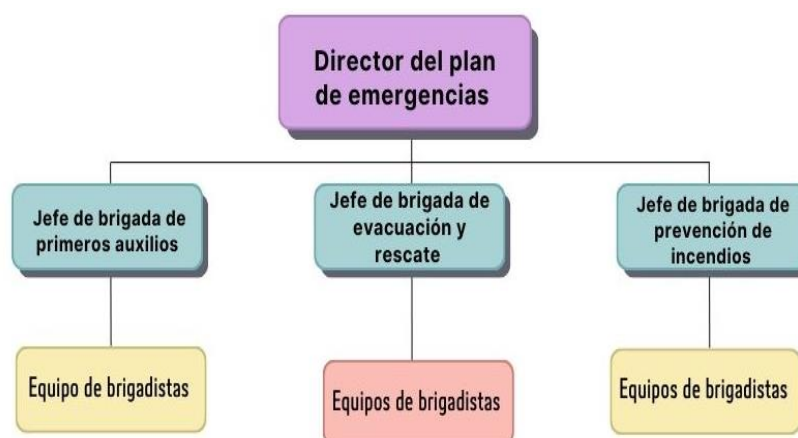 Director del plan
de emergencias
Jefe de brigada de
primeros auxilios
Jefe de brigada de
evacuación y
rescate
Jefe de brigada de
prevención de
incendios
Equipo de brigadistas
Equipos de brigadistas
Equipos de brigadistas